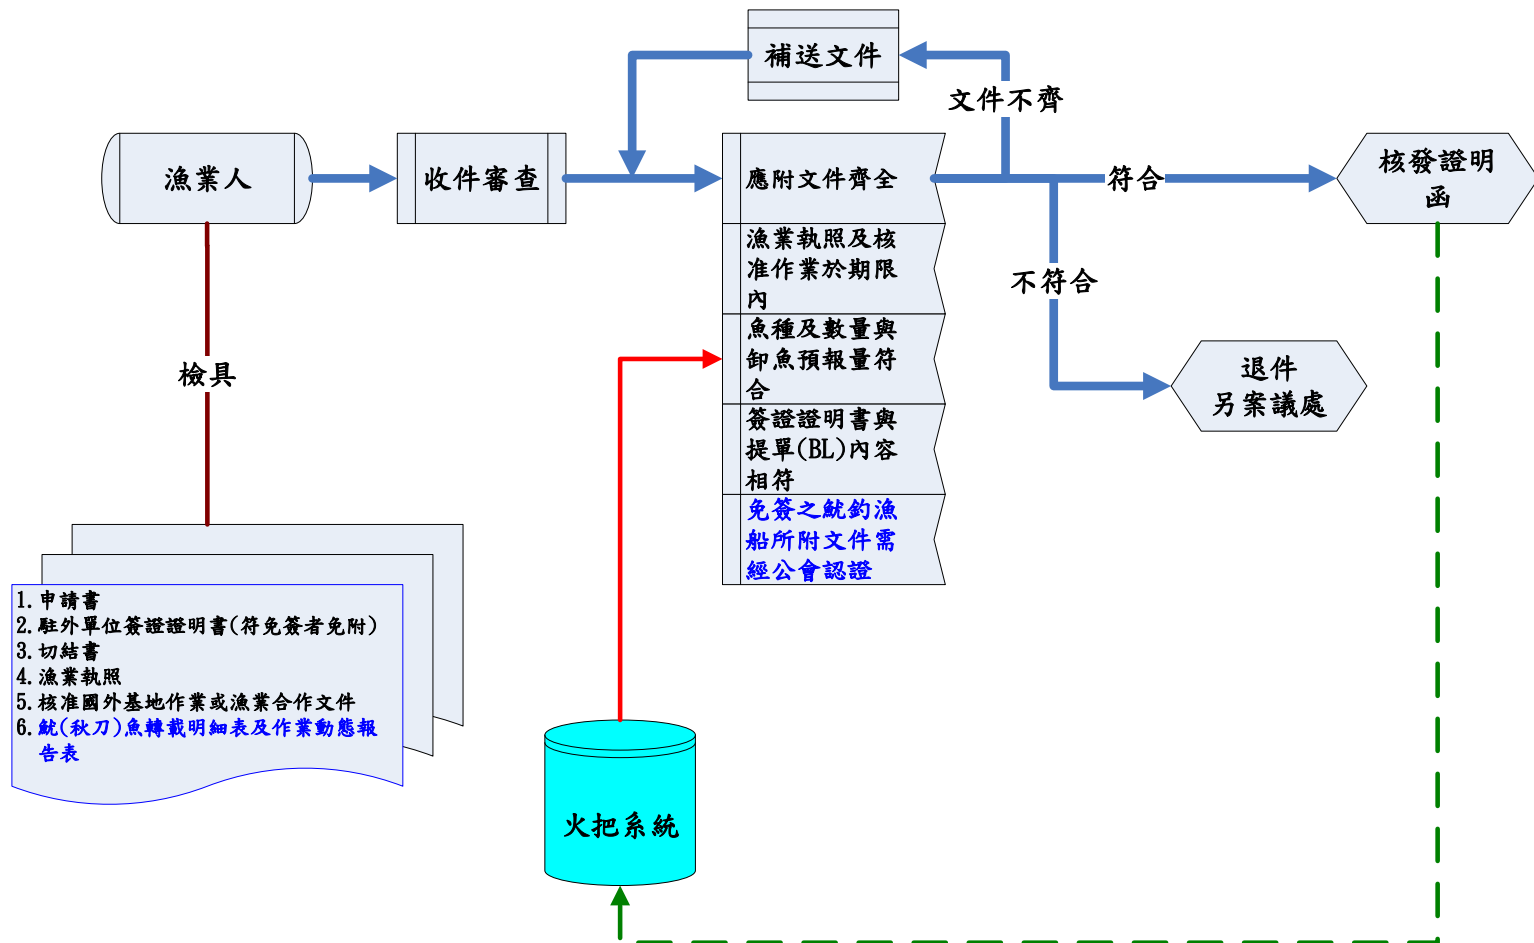 補送文件
文件不齊
漁業人
收件審查
應附文件齊全
符合
核發證明
函
漁業執照及核
准作業於期限
內
不符合
魚種及數量與
卸魚預報量符
合
檢具
退件
另案議處
簽證證明書與
提單(BL)內容
相符
免簽之魷釣漁
船所附文件需
經公會認證
1.申請書
2.駐外單位簽證證明書(符免簽者免附)
3.切結書
4.漁業執照
5.核准國外基地作業或漁業合作文件
6.魷(秋刀)魚轉載明細表及作業動態報
告表
火把系統